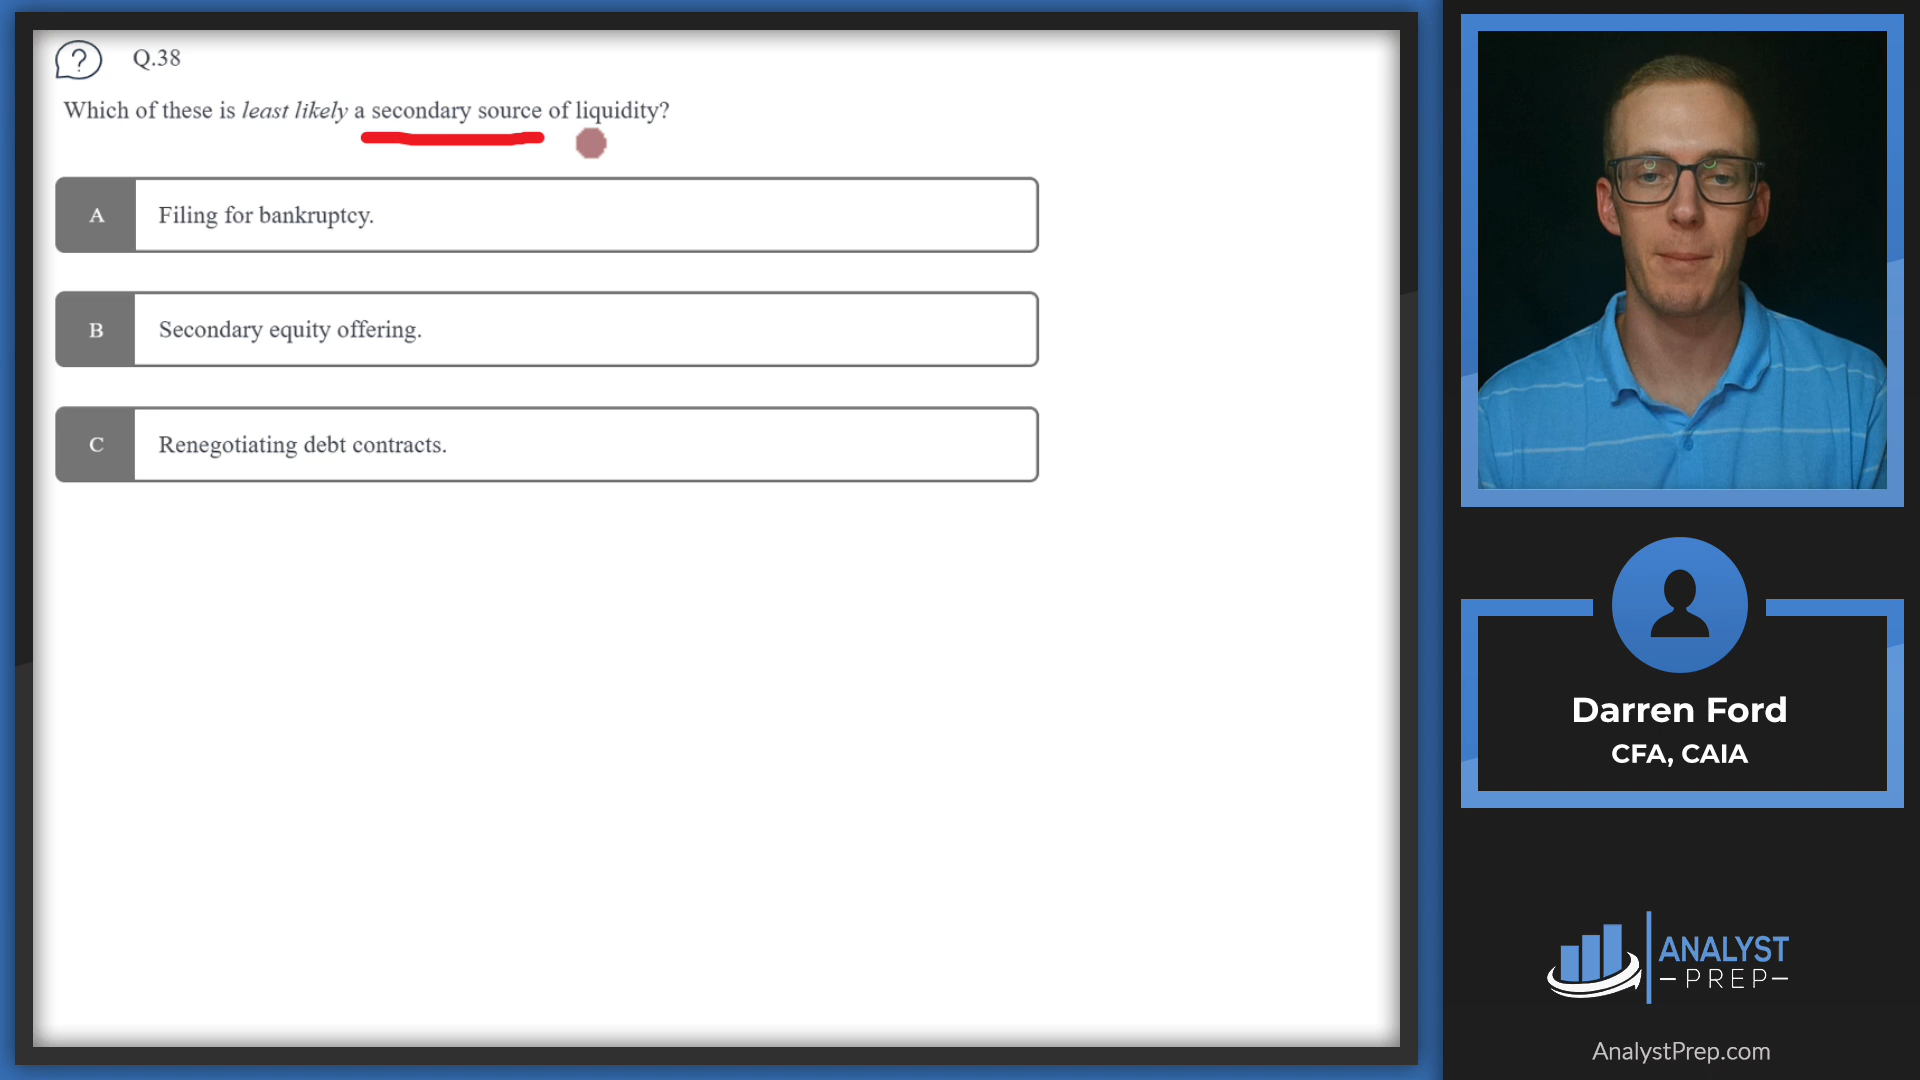 ?
Q.38
Which of these is least likely a secondary source of liquidity?
A
Filing for bankruptcy.
B
Secondary equity offering.
C
Renegotiating debt contracts.
Darren Ford
CFA, CAIA
ANALYST
PREP
AnalystPrep.com